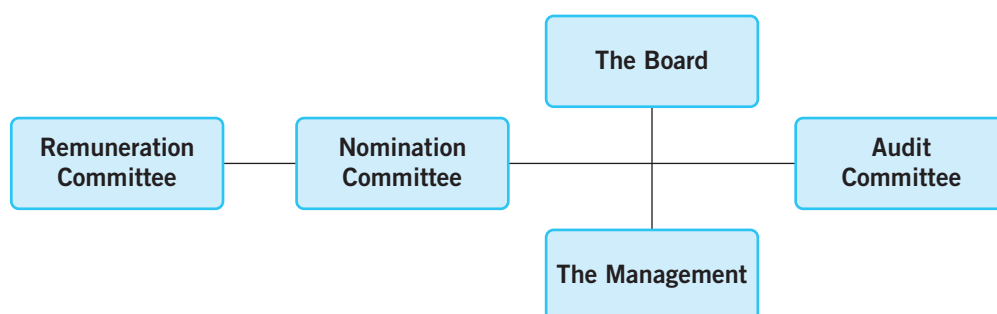 The Board
Remuneration
Committee
Nomination
Committee
Audit
Committee
The Management